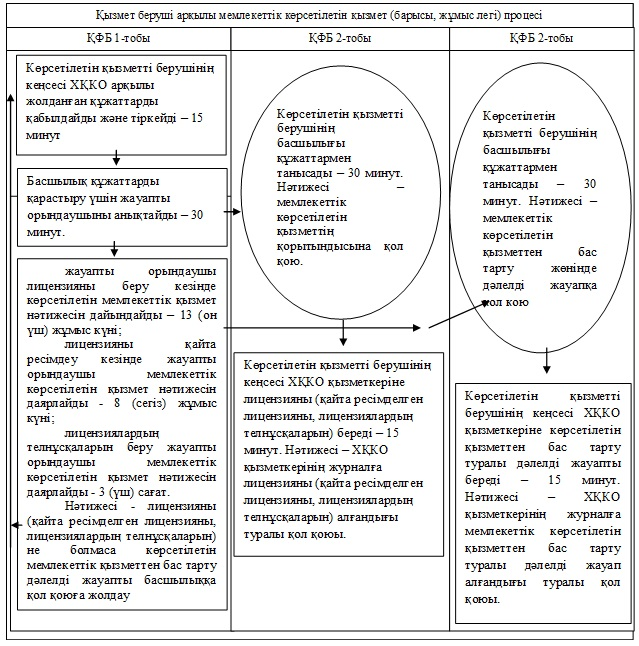 Қызмет беруші арқылы мемлекеттік көрсетілетін қызмет (барысы, жұмыс легі) процесі
ҚФБ 1-тобы
ҚФБ 2-тобы
ҚФБ 2-тобы
Көрсетілетін қызметті берушінің
кеңсесі ХҚКО арқылы
жолданған құжаттарды
қабылдайды және тіркейді – 15
минут
Басшылық құжаттарды
қарастыру үшін жауапты
орындаушыны анықтайды – 30
минут.
жауапты орындаушы
лицензияны беру кезінде
көрсетілетін мемлекеттік қызмет
нәтижесін дайындайды – 13 (он
үш) жұмыс күні;
лицензияны қайта
ресімдеу кезінде жауапты
орындаушы мемлекеттік
көрсетілетін қызмет нәтижесін
даярлайды - 8 (сегіз) жұмыс
күні;
лицензиялардың
телнұсқаларын беру жауапты
орындаушы мемлекеттік
көрсетілетін қызмет нәтижесін
даярлайды - 3 (үш) сағат.
Нәтижесі - лицензияны
(қайта ресімделген лицензияны,
лицензиялардың телнұсқаларын)
не болмаса көрсетілетін
мемлекеттік қызметтен бас тарту
дәлелді жауапты басшылыққа
қол қоюға жолдау
Көрсетілетін қызметті
берушінің
басшылығы
құжаттармен
танысады – 30 минут.
Нәтижесі –
мемлекеттік
көрсетілетін
қызметтің
қорытындысына қол
қою.
Көрсетілетін қызметті берушінің
кеңсесі ХҚКО қызметкеріне
лицензияны (қайта ресімделген
лицензияны, лицензиялардың
телнұсқаларын) береді – 15
минут. Нәтижесі – ХҚКО
қызметкерінің журналға
лицензияны (қайта ресімделген
лицензияны, лицензиялардың
телнұсқаларын) алғандығы
туралы қол қоюы.
Көрсетілетін
қызметті берушінің
басшылығы
құжаттармен
танысады – 30
минут. Нәтижесі –
мемлекеттік
көрсетілетін
қызметтен бас
тарту жөнінде
дәлелді жауапқа
қол қою
Көрсетілетін қызметті
берушінің кеңсесі ХҚКО
қызметкеріне көрсетілетін
қызметтен бас тарту
туралы дәлелді жауапты
береді – 15 минут.
Нәтижесі – ХҚКО
қызметкерінің журналға
мемлекеттік көрсетілетін
қызметтен бас тарту
туралы дәлелді жауап
алғандығы туралы қол
қоюы.